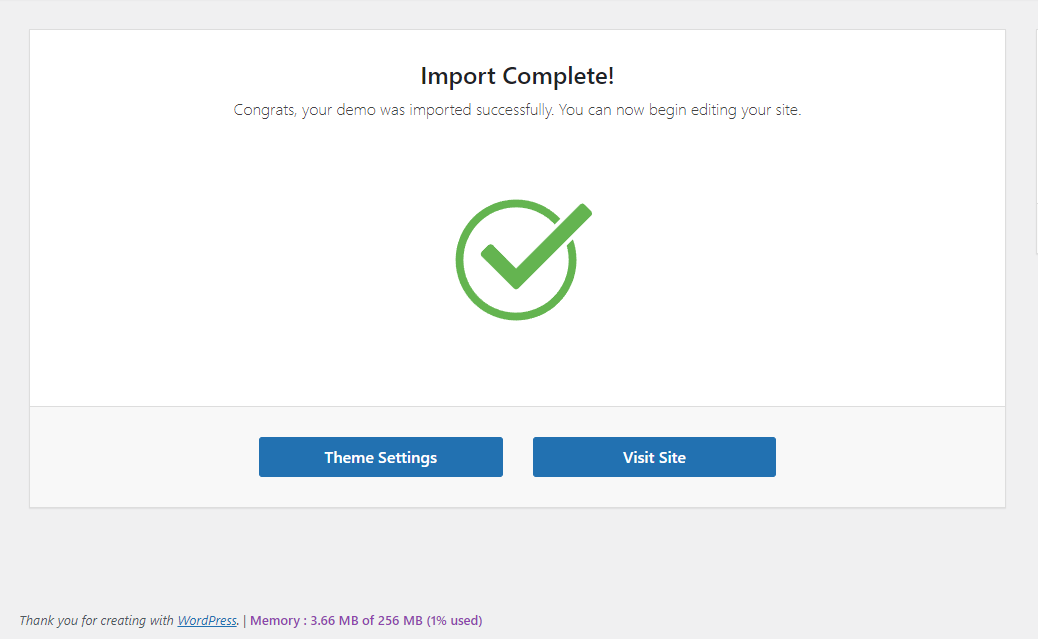 Import Complete!
Congrats, your demo was imported successfully. You can now begin editing your site.
Theme Settings
Visit Site
Thank you for creating with WordPress. | Memory : 3.66 MB of 256 MB (1% used)